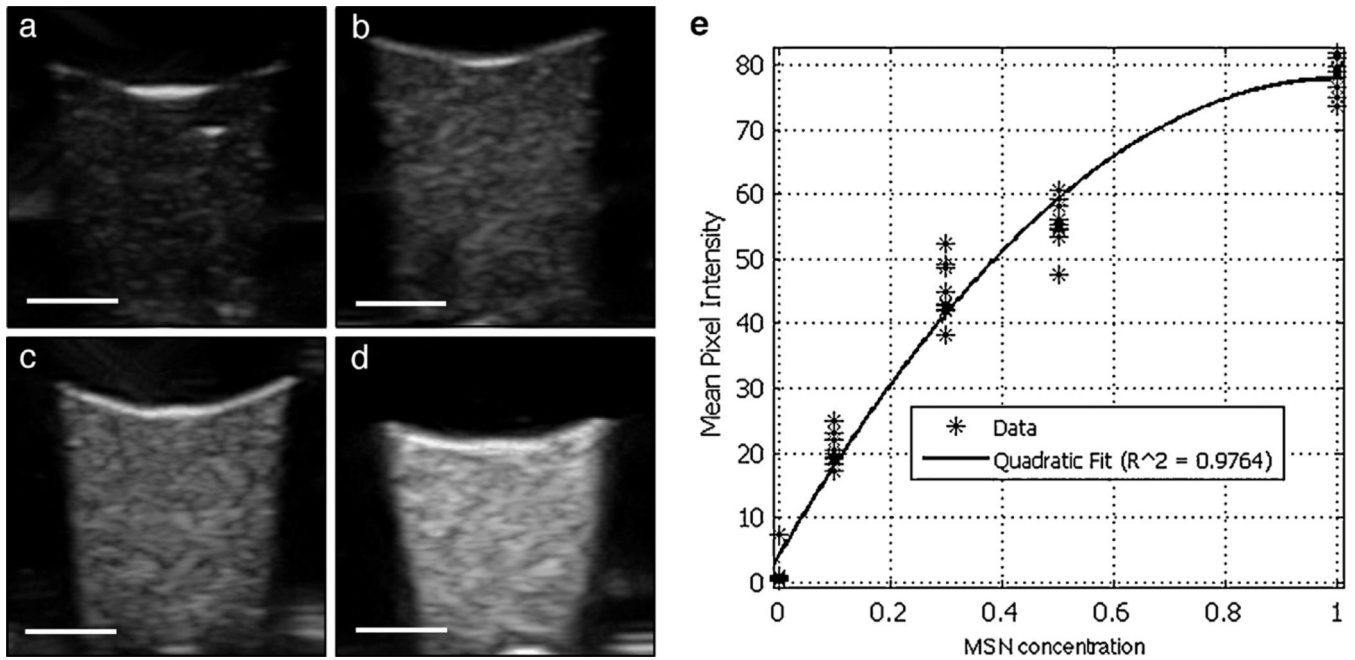 a
b
c
d
e
80
70
60
50
40
30
20
10
0
Mean Pixel Intensity
Data
Quadratic Fit (R^2 = 0.9764)
0 0.2 0.4 0.6 0.8 1
MSN concentration